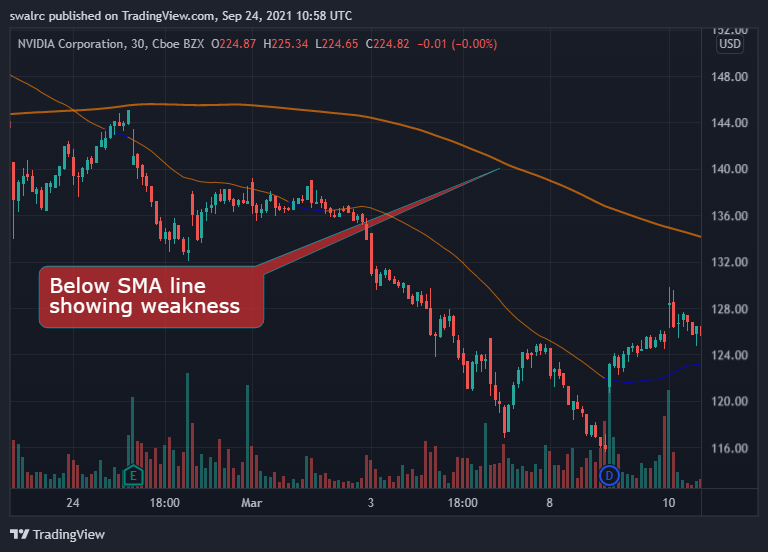 swalrc published on TradingView.com, Sep 24, 2021 10:58 UTC
NVIDIA Corporation, 30, Cboe BZX O224.87 H225.34 L224.65 C224.82 −0.01 (−0.00%)
152.00
USD
148.00
144.00
140.00
136.00
132.00
128.00
124.00
120.00
116.00
Below SMA line
showing weakness
E
D
24 18:00 Mar 3 18:00 8 10
TradingView